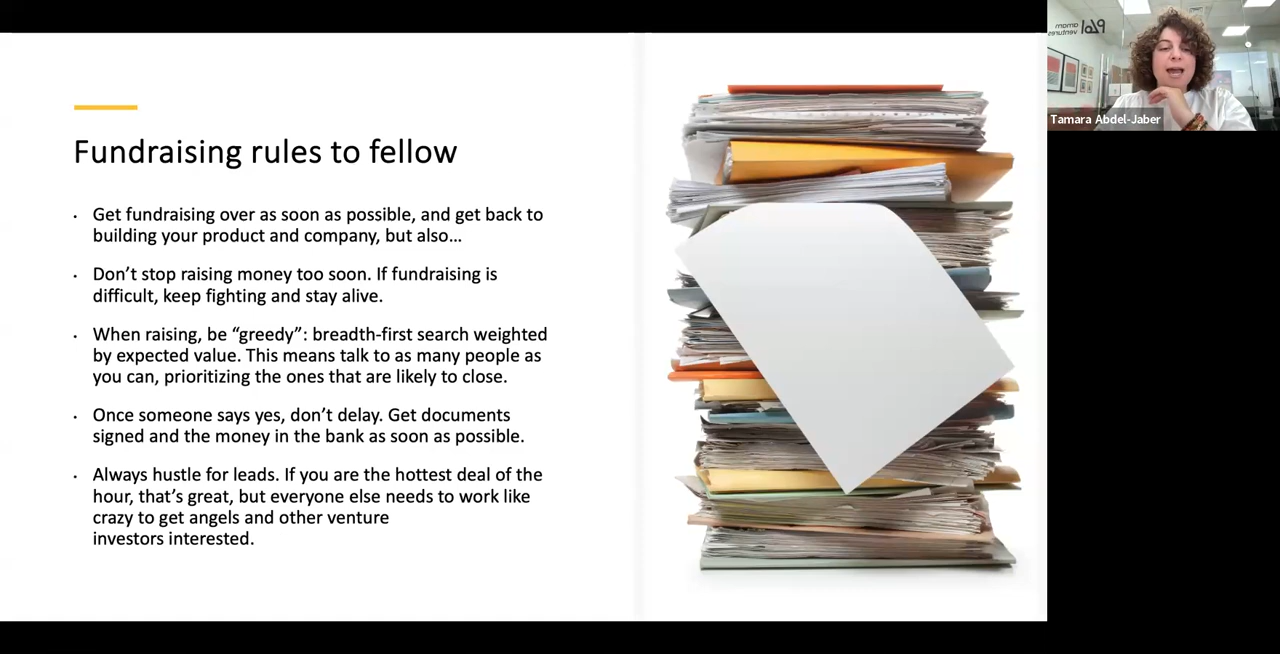 Fundraising rules to fellow
• Get fundraising over as soon as possible, and get back to
building your product and company, but also…
• Don’t stop raising money too soon. If fundraising is
difficult, keep fighting and stay alive.
• When raising, be “greedy”: breadth-first search weighted
by expected value. This means talk to as many people as
you can, prioritizing the ones that are likely to close.
• Once someone says yes, don’t delay. Get documents
signed and the money in the bank as soon as possible.
• Always hustle for leads. If you are the hottest deal of the
hour, that’s great, but everyone else needs to work like
crazy to get angels and other venture
investors interested.
amam
ventures
Tamara Abdel-Jaber